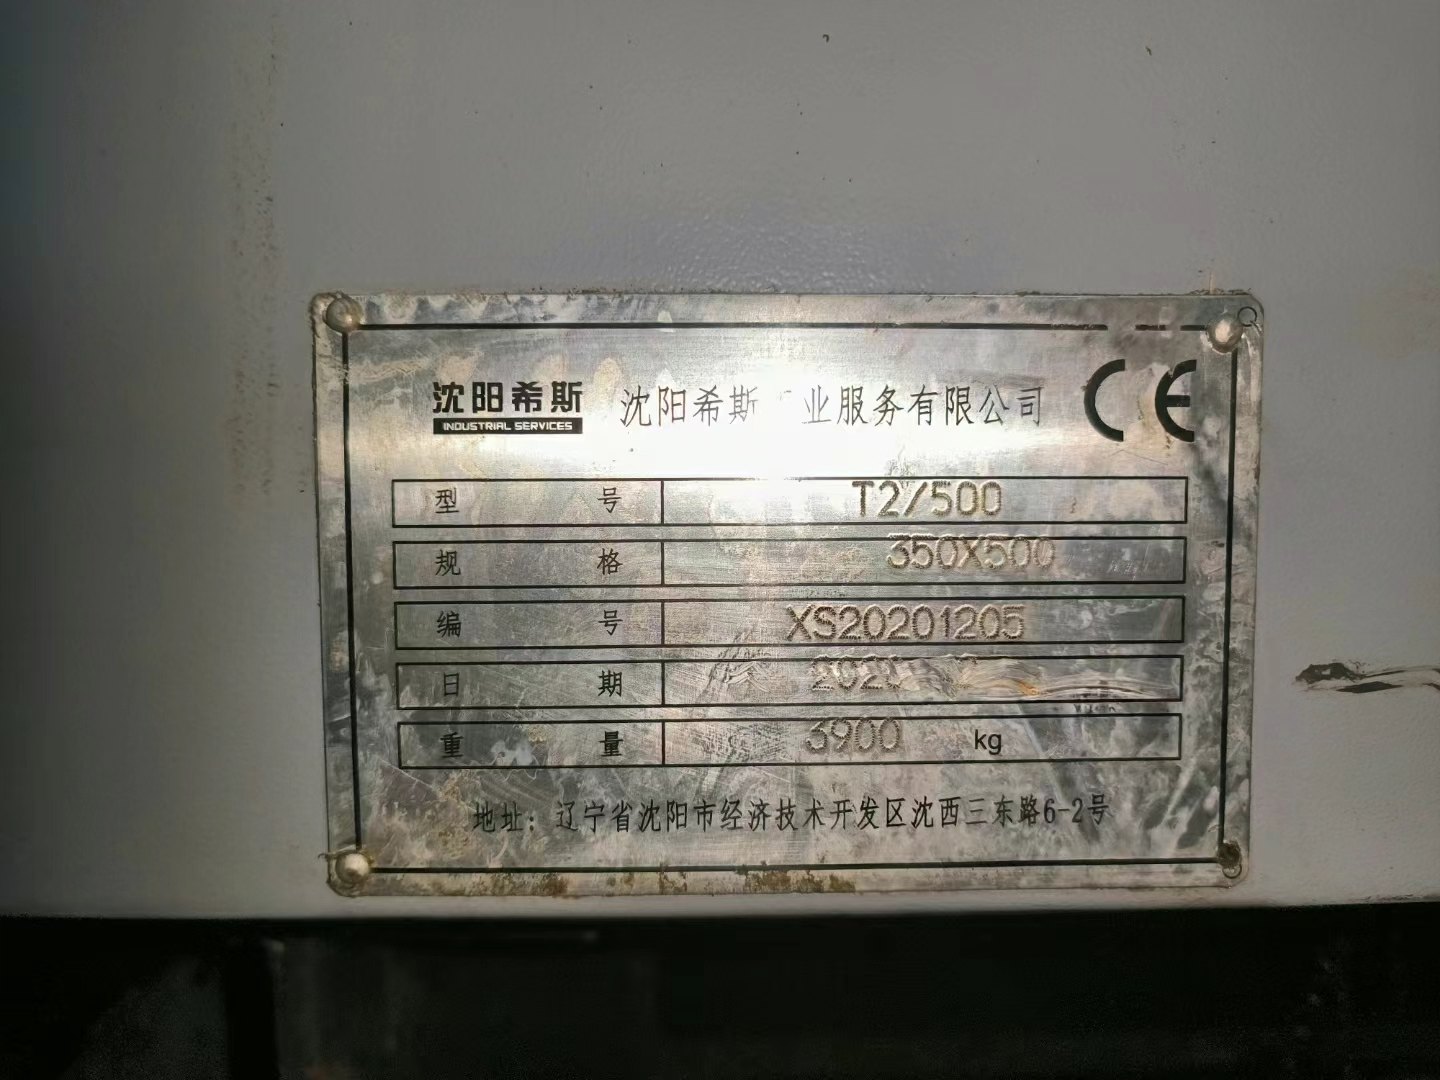 沈阳希斯 沈阳希斯 业服务有限公司 CE
INDUSTRIAL SERVICES
型号 T2/500
规格 350X500
编号 XS20201205
日期 2020
重量 3900 kg
地址：辽宁省沈阳市经济技术开发区沈西三东路6-2号